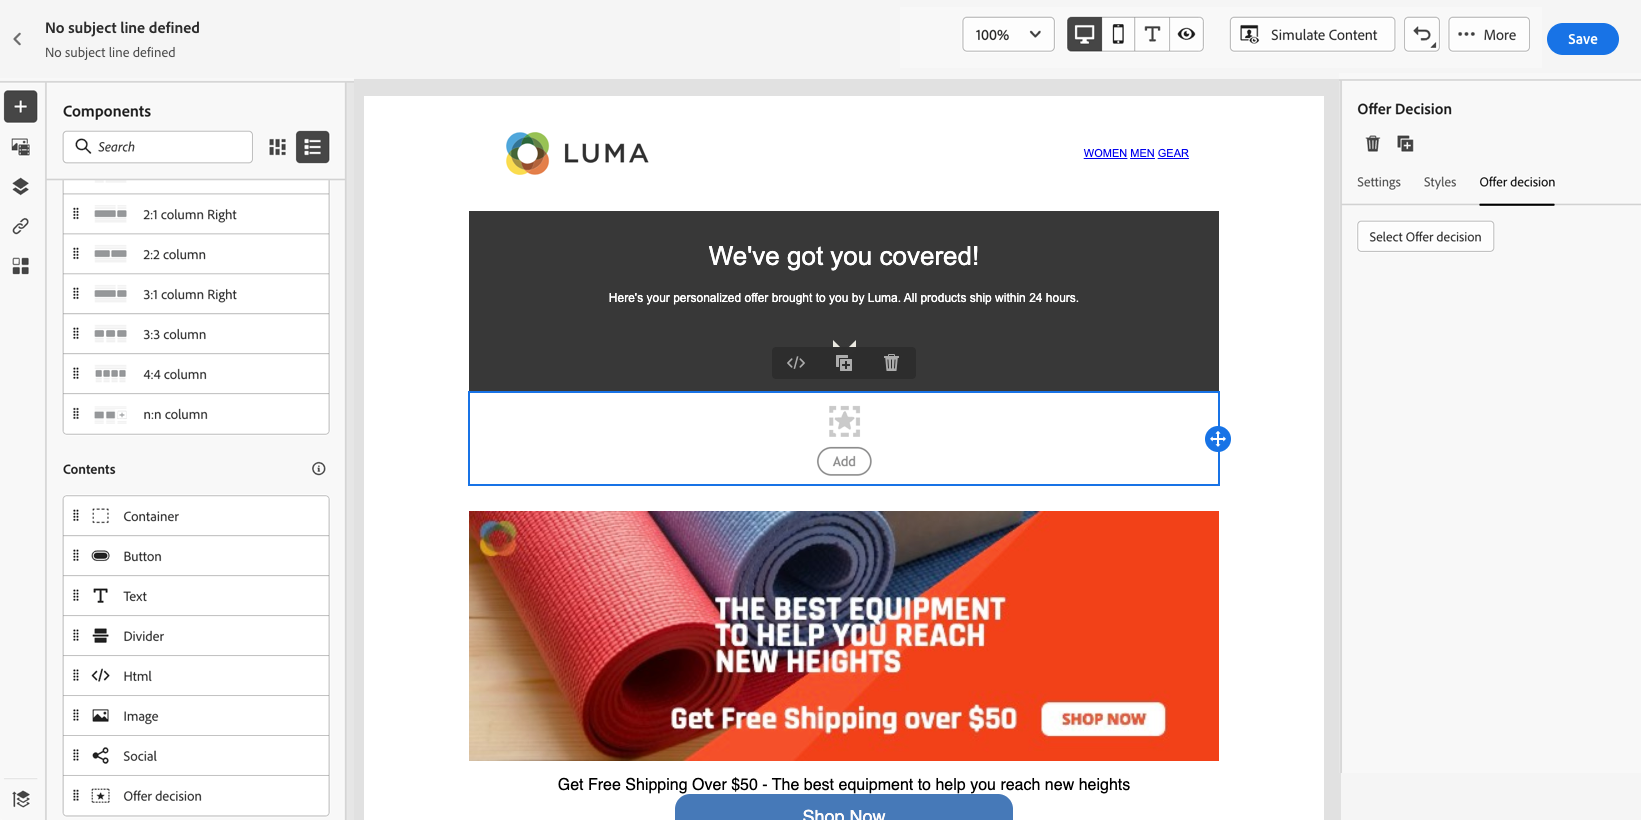 No subject line defined
No subject line defined
100%
Simulate Content
More
Save
Components
Search
2:1 column Right
2:2 column
3:1 column Right
3:3 column
4:4 column
n:n column
Contents
Container
Button
Text
Divider
Html
Image
Social
Offer decision
LUMA
WOMEN MEN GEAR
We've got you covered!
Here's your personalized offer brought to you by Luma. All products ship within 24 hours.
Add
THE BEST EQUIPMENT
TO HELP YOU REACH
NEW HEIGHTS
Get Free Shipping over $50
SHOP NOW
Get Free Shipping Over $50 - The best equipment to help you reach new heights
Shop Now
Offer Decision
Settings
Styles
Offer decision
Select Offer decision